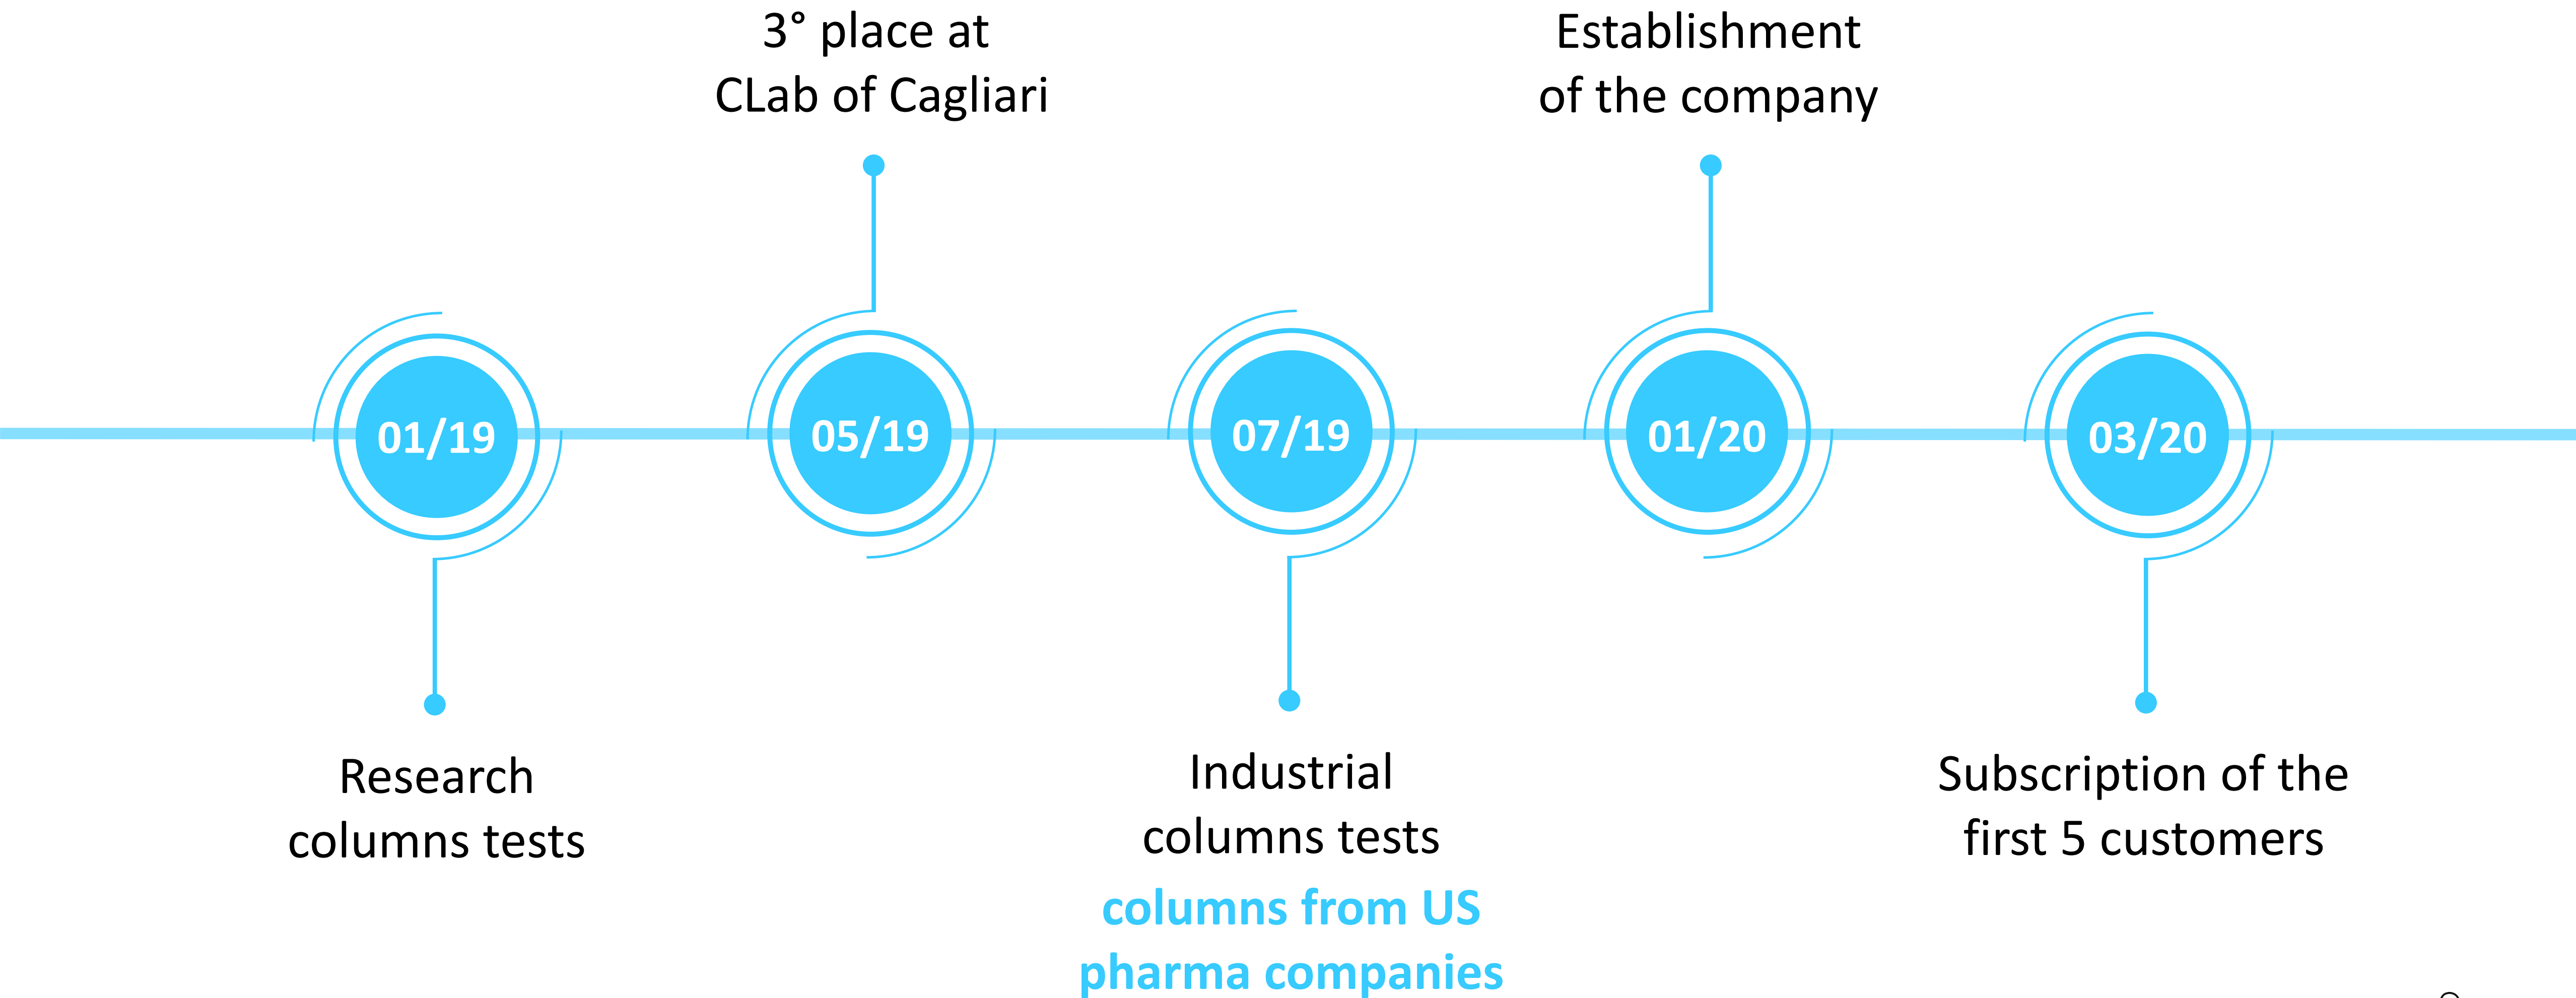 3° place at
CLab of Cagliari
Establishment
of the company
01/19
05/19
07/19
01/20
03/20
Research
columns tests
Industrial
columns tests
columns from US
pharma companies
Subscription of the
first 5 customers